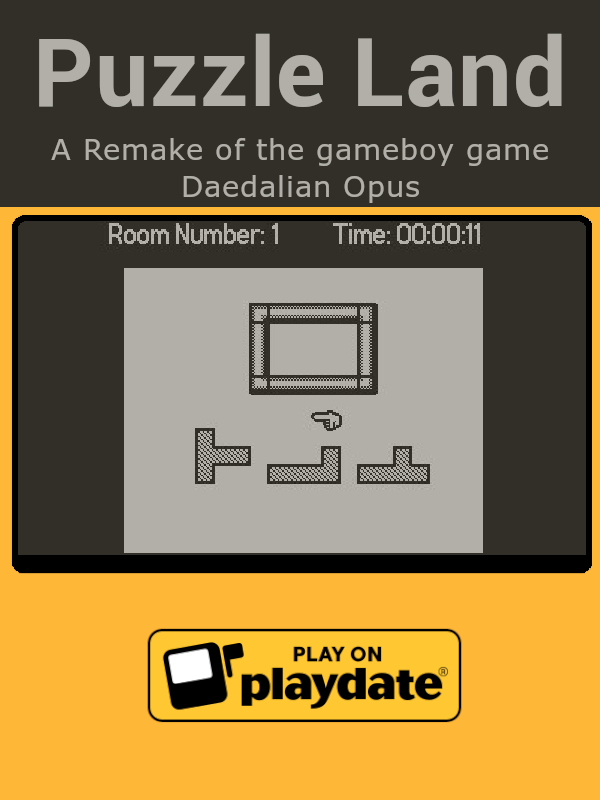 Puzzle Land
A Remake of the gameboy game
Daedalian Opus
Room Number: 1 Time: 00:00:11
PLAY ON
playdate®